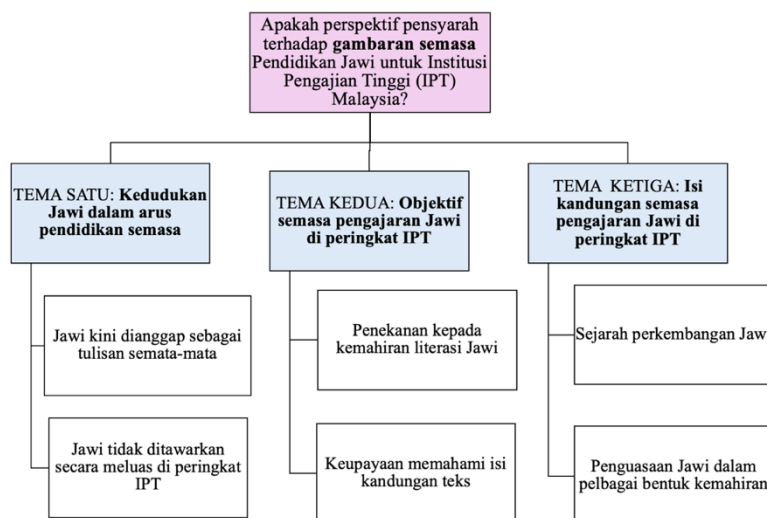 Apakah perspektif pensyarah
terhadap gambaran semasa
Pendidikan Jawi untuk Institusi
Pengajian Tinggi (IPT)
Malaysia?
TEMA SATU: Kedudukan
Jawi dalam arus
pendidikan semasa
TEMA KEDUA: Objektif
semasa pengajaran Jawi
di peringkat IPT
TEMA KETIGA: Isi
kandungan semasa
pengajaran Jawi di
peringkat IPT
Jawi kini dianggap sebagai
tulisan semata-mata
Penekanan kepada
kemahiran literasi Jawi
Sejarah perkembangan Jaw
Jawi tidak ditawarkan
secara meluas di peringkat
IPT
Keupayaan memahami isi
kandungan teks
Penguasaan Jawi dalam
pelbagai bentuk kemahiran